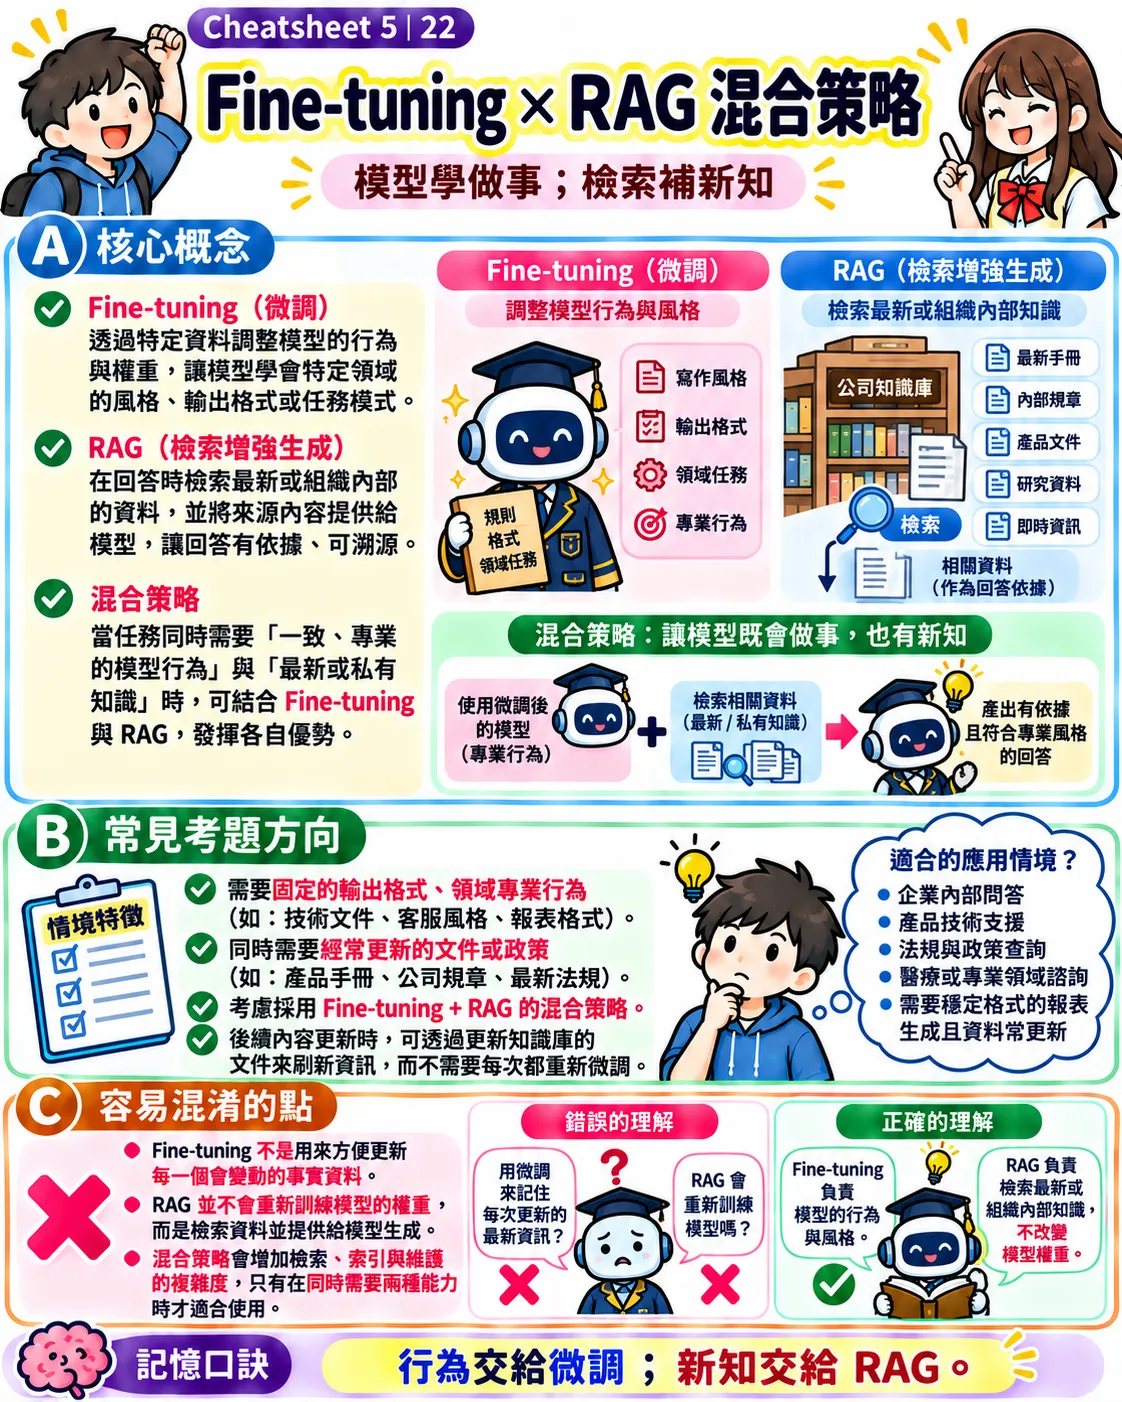 Cheatsheet 5 | 22
Fine-tuning × RAG 混合策略
模型學做事；檢索補新知
A 核心概念
Fine-tuning（微調）
透過特定資料調整模型的行為
與權重，讓模型學會特定領域
的風格、輸出格式或任務模式。
RAG（檢索增強生成）
在回答時檢索最新或組織內部
的資料，並將來源內容提供給
模型，讓回答有依據、可溯源。
混合策略
當任務同時需要「一致、專業
的模型行為」與「最新或私有
知識」時，可結合 Fine-tuning
與 RAG，發揮各自優勢。
Fine-tuning（微調）
調整模型行為與風格
寫作風格
輸出格式
領域任務
專業行為
規則
格式
領域任務
RAG（檢索增強生成）
檢索最新或組織內部知識
公司知識庫
最新手冊
內部規章
產品文件
研究資料
即時資訊
檢索
相關資料
（作為回答依據）
混合策略：讓模型既會做事，也有新知
使用微調後
的模型
（專業行為）
檢索相關資料
（最新 / 私有知識）
產出有依據
且符合專業風格
的回答
B 常見考題方向
情境特徵
需要固定的輸出格式、領域專業行為
（如：技術文件、客服風格、報表格式）。
同時需要經常更新的文件或政策
（如：產品手冊、公司規章、最新法規）。
考慮採用 Fine-tuning + RAG 的混合策略。
後續內容更新時，可透過更新知識庫的
文件來刷新資訊，而不需要每次都重新微調。
適合的應用情境？
企業內部問答
產品技術支援
法規與政策查詢
醫療或專業領域諮詢
需要穩定格式的報表
生成且資料常更新
C 容易混淆的點
Fine-tuning 不是用來方便更新
每一個會變動的事實資料。
RAG 並不會重新訓練模型的權重，
而是檢索資料並提供給模型生成。
混合策略會增加檢索、索引與維護
的複雜度，只有在同時需要兩種能力
時才適合使用。
錯誤的理解
用微調
來記住
每次更新的
最新資訊？
?
RAG 會
重新訓練
模型嗎？
正確的理解
Fine-tuning
負責
模型的行為
與風格。
RAG 負責
檢索最新或
組織內部知識，
不改變
模型權重。
記憶口訣
行為交給微調；新知交給 RAG。